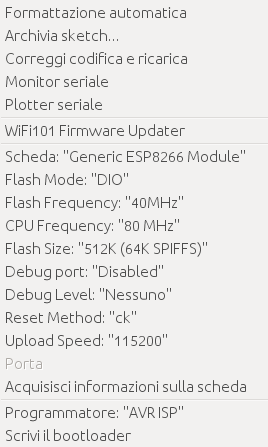 Formattazione automatica
Archivia sketch...
Correggi codifica e ricarica
Monitor seriale
Plotter seriale
WiFi101 Firmware Updater
Scheda: "Generic ESP8266 Module"
Flash Mode: "DIO"
Flash Frequency: "40MHz"
CPU Frequency: "80 MHz"
Flash Size: "512K (64K SPIFFS)"
Debug port: "Disabled"
Debug Level: "Nessuno"
Reset Method: "ck"
Upload Speed: "115200"
Porta
Acquisisci informazioni sulla scheda
Programmatore: "AVR ISP"
Scrivi il bootloader